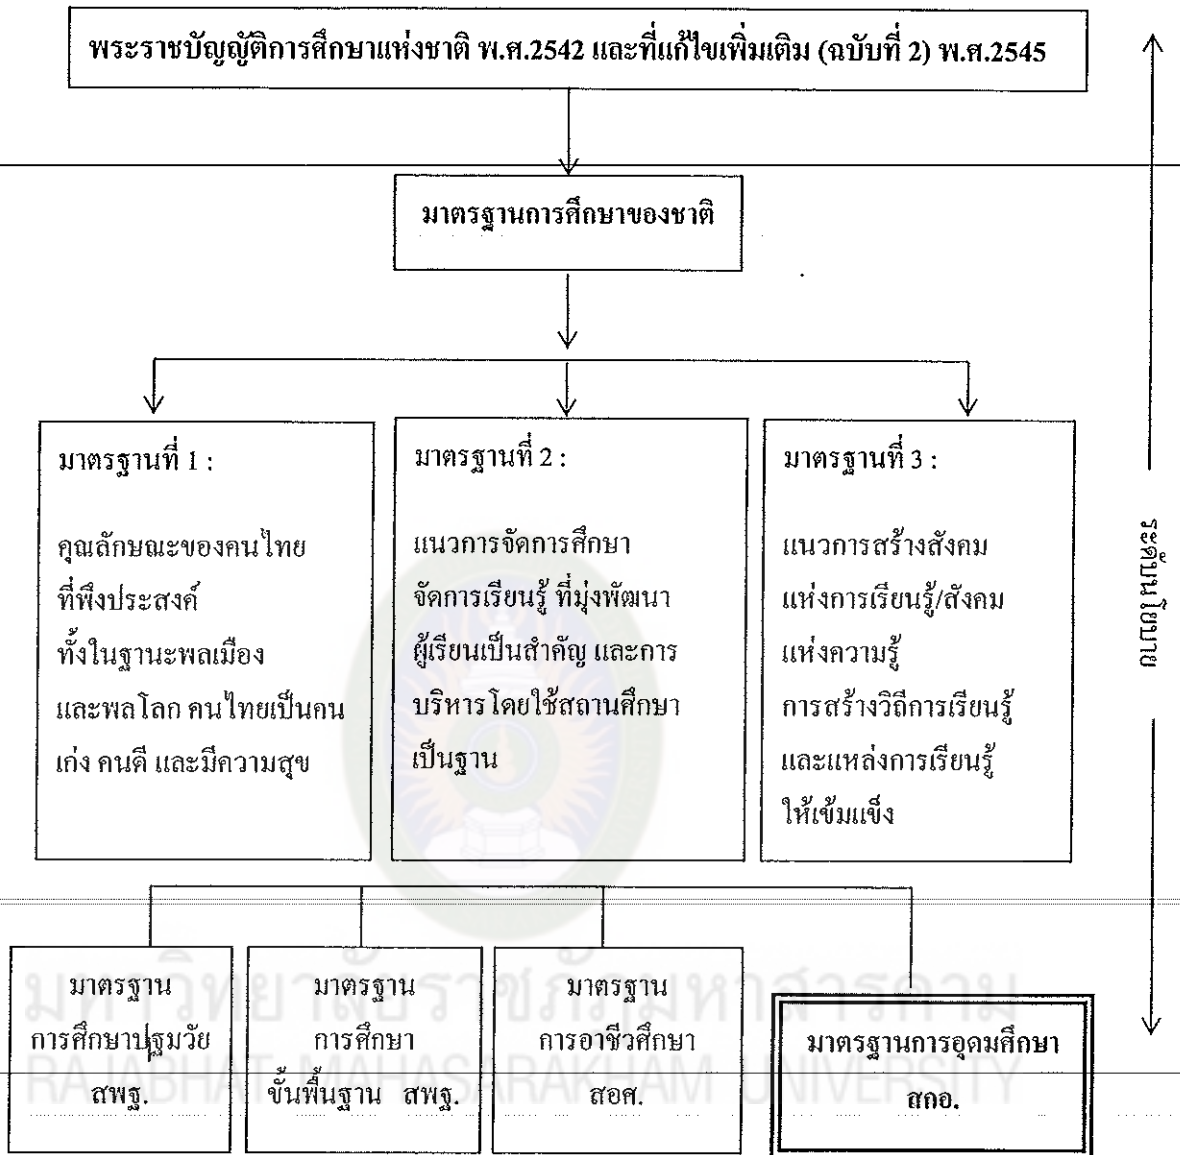 พระราชบัญญัติการศึกษาแห่งชาติ พ.ศ.2542 และที่แก้ไขเพิ่มเติม (ฉบับที่ 2) พ.ศ.2545
มาตรฐานการศึกษาของชาติ
มาตรฐานที่ 1 :
คุณลักษณะของคนไทย
ที่พึงประสงค์
ทั้งในฐานะพลเมือง
และพลโลก คนไทยเป็นคน
เก่ง คนดี และมีความสุข
มาตรฐานที่ 2 :
แนวการจัดการศึกษา
จัดการเรียนรู้ ที่มุ่งพัฒนา
ผู้เรียนเป็นสำคัญ และการ
บริหารโดยใช้สถานศึกษา
เป็นฐาน
มาตรฐานที่ 3 :
แนวการสร้างสังคม
แห่งการเรียนรู้/สังคม
แห่งความรู้
การสร้างวิถีการเรียนรู้
และแหล่งการเรียนรู้
ให้เข้มแข็ง
ระดับนโยบาย
มาตรฐาน
การศึกษาปฐมวัย
สพฐ.
มาตรฐาน
การศึกษา
ขั้นพื้นฐาน สพฐ.
มาตรฐาน
การอาชีวศึกษา
สอศ.
มาตรฐานการอุดมศึกษา
สกอ.
มหาวิทยาลัยราชภัฏมหาสารคาม
RAJABHAT MAHASARAKHAM UNIVERSITY